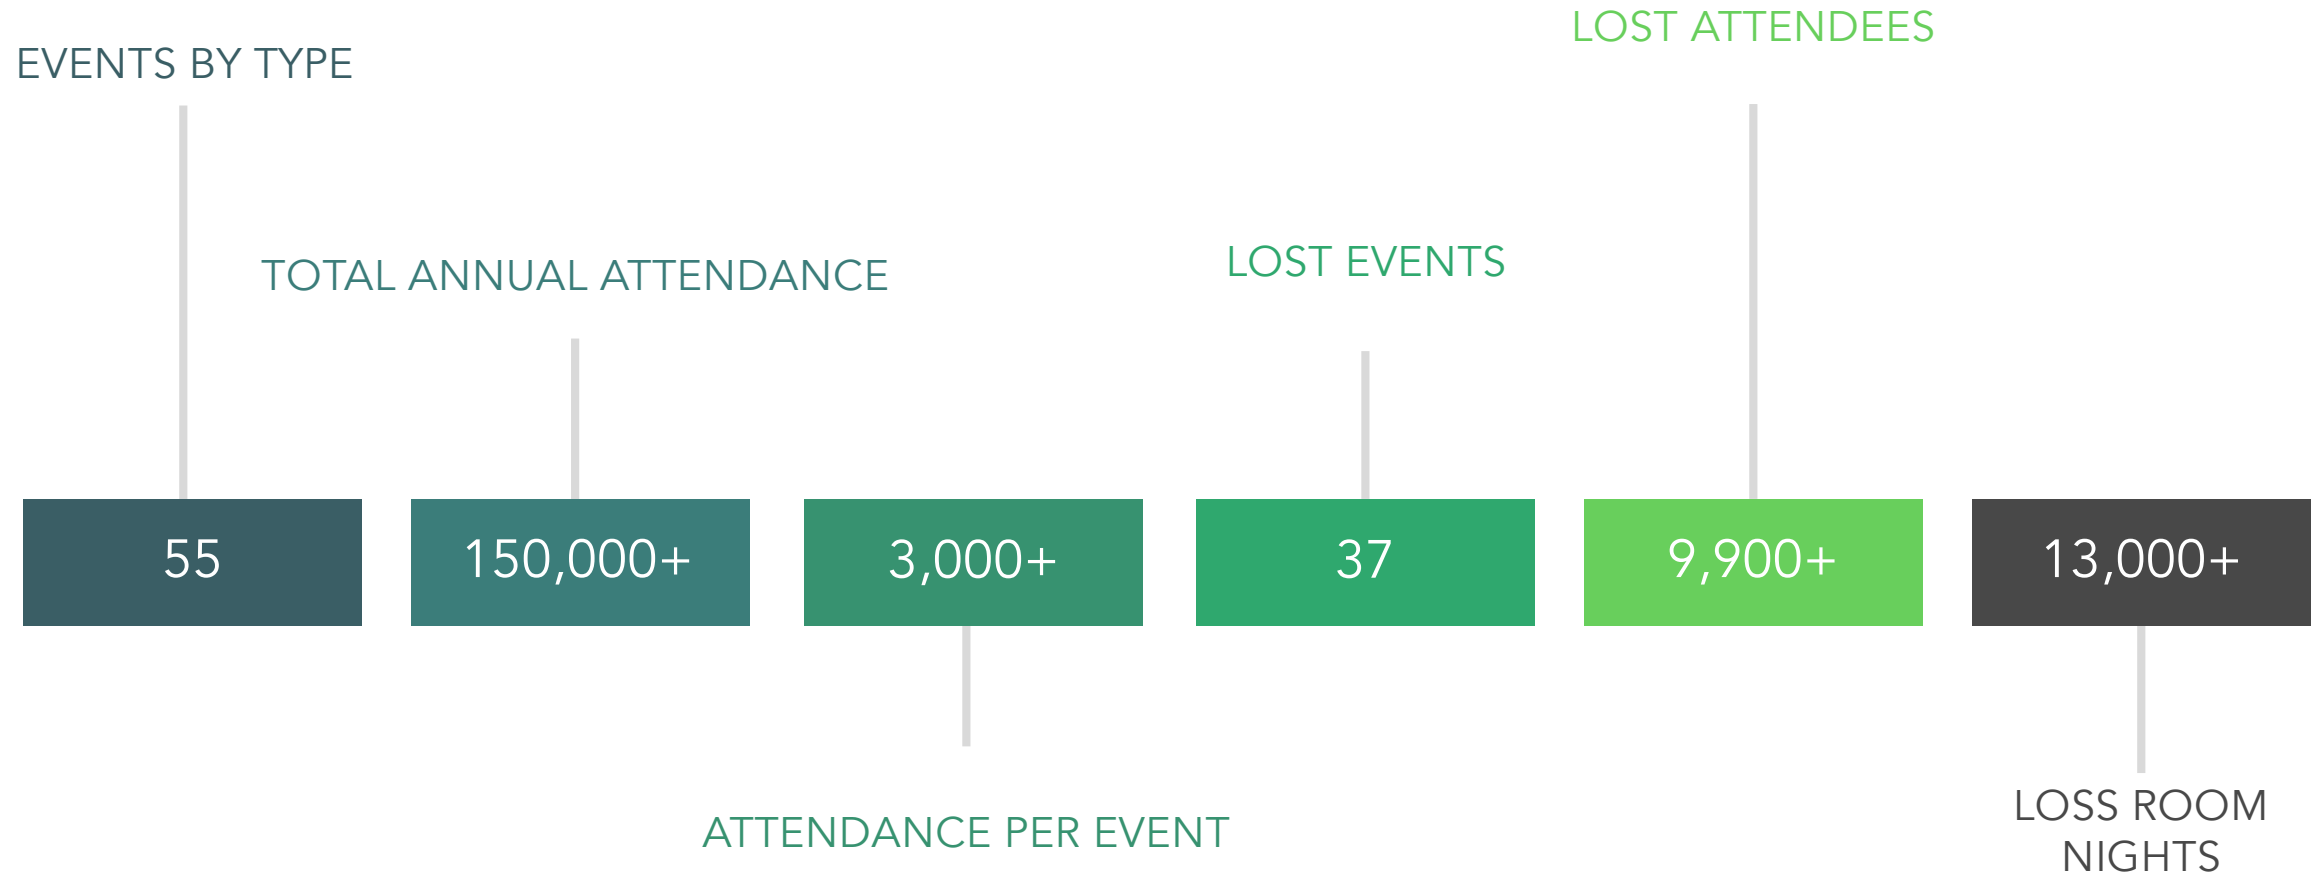 LOST ATTENDEES
EVENTS BY TYPE
TOTAL ANNUAL ATTENDANCE
LOST EVENTS
55
150,000+
3,000+
37
9,900+
13,000+
ATTENDANCE PER EVENT
LOSS ROOM
NIGHTS